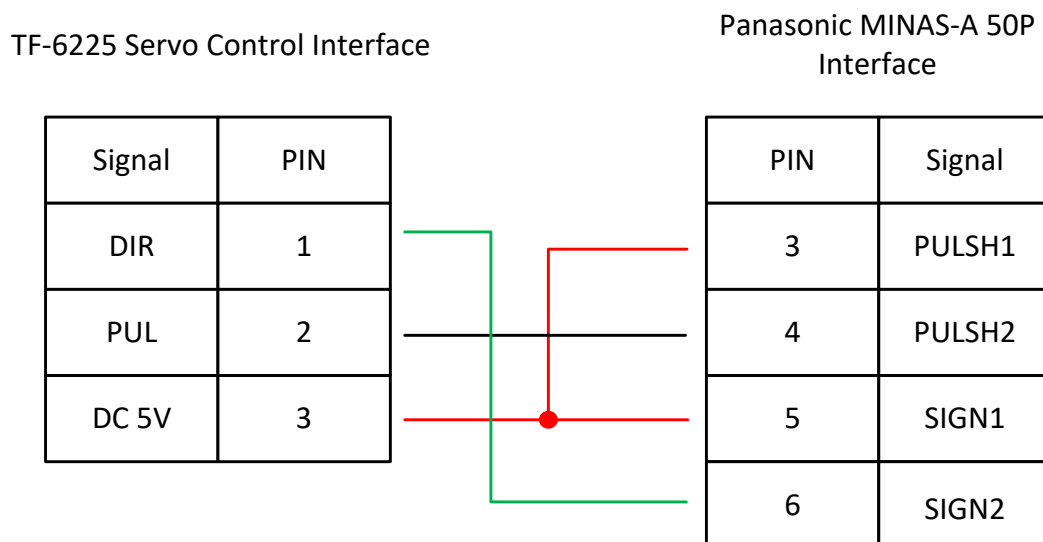 TF-6225 Servo Control Interface
Panasonic MINAS-A 50P
Interface
Signal PIN
DIR 1
PUL 2
DC 5V 3
PIN Signal
3 PULSH1
4 PULSH2
5 SIGN1
6 SIGN2